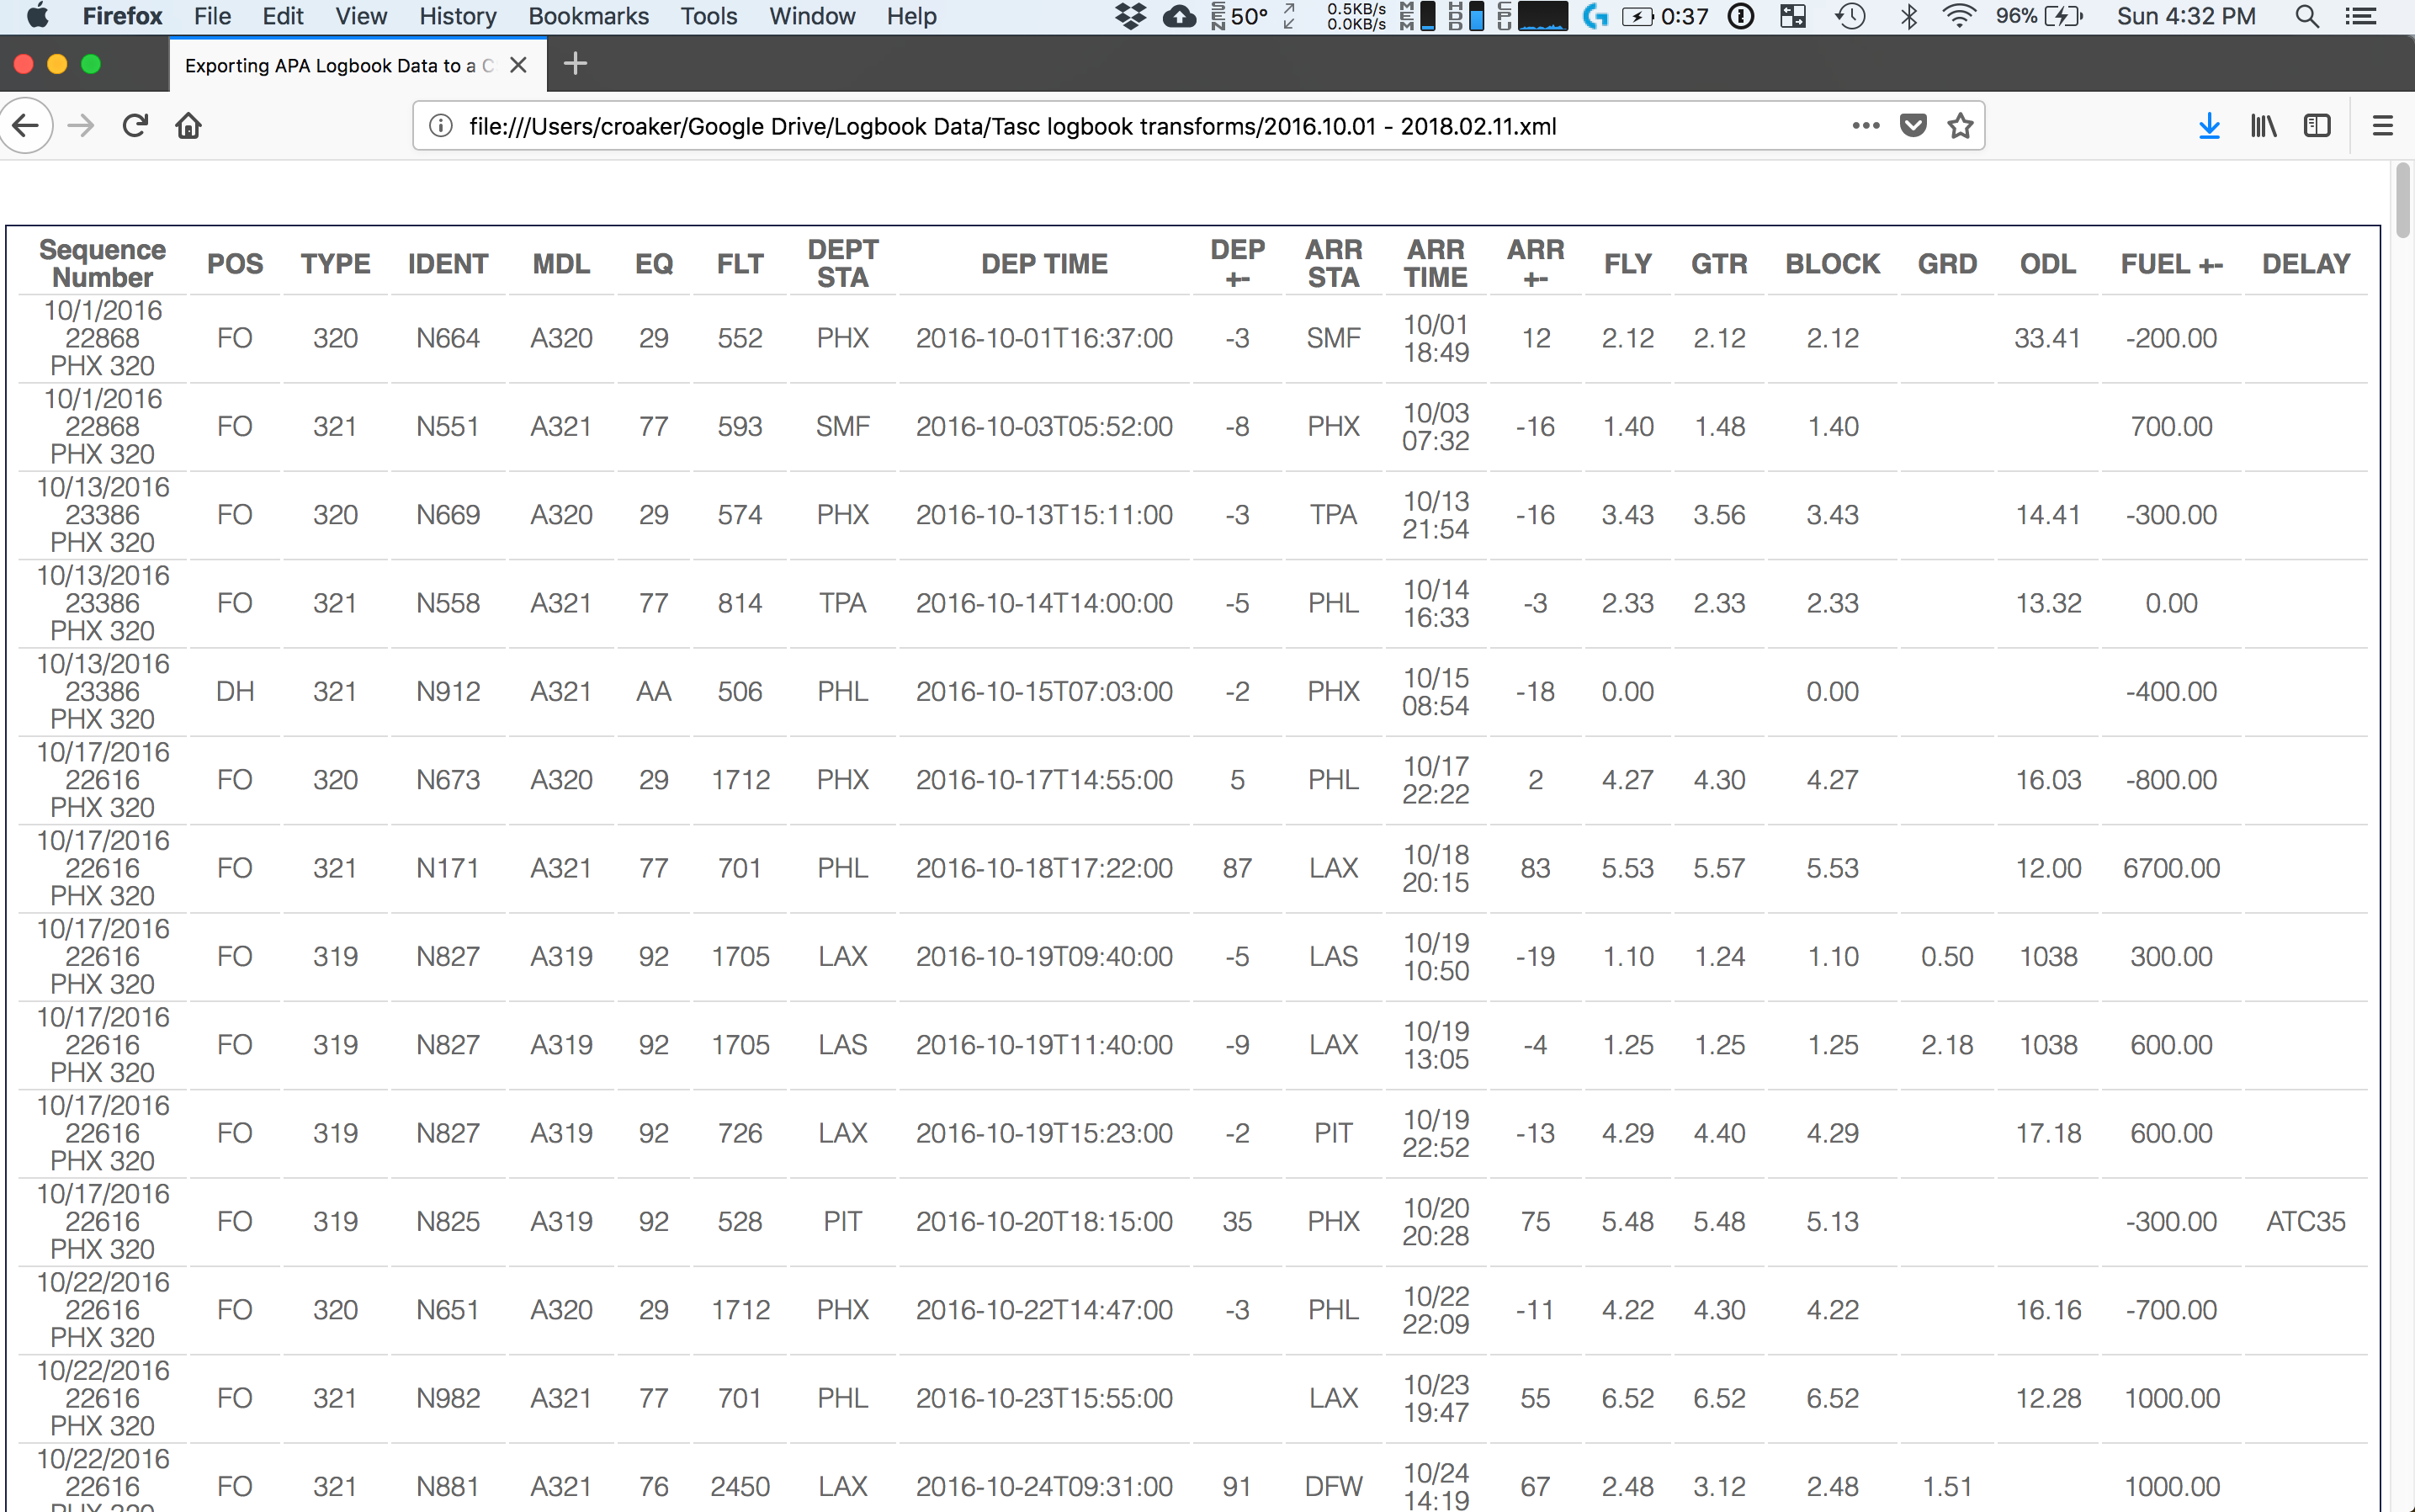 Firefox File Edit View History Bookmarks Tools Window Help SEN 50° 0.5KB/s 0.0KB/s MEM HDD CPU 0:37 96% Sun 4:32 PM
Exporting APA Logbook Data to a C
file:///Users/croaker/Google Drive/Logbook Data/Tasc logbook transforms/2016.10.01 - 2018.02.11.xml
Sequence Number POS TYPE IDENT MDL EQ FLT DEPT STA DEP TIME DEP +- ARR STA ARR TIME ARR +- FLY GTR BLOCK GRD ODL FUEL +- DELAY
10/1/2016 22868 PHX 320 FO 320 N664 A320 29 552 PHX 2016-10-01T16:37:00 -3 SMF 10/01 18:49 12 2.12 2.12 2.12 33.41 -200.00
10/1/2016 22868 PHX 320 FO 321 N551 A321 77 593 SMF 2016-10-03T05:52:00 -8 PHX 10/03 07:32 -16 1.40 1.48 1.40 700.00
10/13/2016 23386 PHX 320 FO 320 N669 A320 29 574 PHX 2016-10-13T15:11:00 -3 TPA 10/13 21:54 -16 3.43 3.56 3.43 14.41 -300.00
10/13/2016 23386 PHX 320 FO 321 N558 A321 77 814 TPA 2016-10-14T14:00:00 -5 PHL 10/14 16:33 -3 2.33 2.33 2.33 13.32 0.00
10/13/2016 23386 PHX 320 DH 321 N912 A321 AA 506 PHL 2016-10-15T07:03:00 -2 PHX 10/15 08:54 -18 0.00 0.00 -400.00
10/17/2016 22616 PHX 320 FO 320 N673 A320 29 1712 PHX 2016-10-17T14:55:00 5 PHL 10/17 22:22 2 4.27 4.30 4.27 16.03 -800.00
10/17/2016 22616 PHX 320 FO 321 N171 A321 77 701 PHL 2016-10-18T17:22:00 87 LAX 10/18 20:15 83 5.53 5.57 5.53 12.00 6700.00
10/17/2016 22616 PHX 320 FO 319 N827 A319 92 1705 LAX 2016-10-19T09:40:00 -5 LAS 10/19 10:50 -19 1.10 1.24 1.10 0.50 1038 300.00
10/17/2016 22616 PHX 320 FO 319 N827 A319 92 1705 LAS 2016-10-19T11:40:00 -9 LAX 10/19 13:05 -4 1.25 1.25 1.25 2.18 1038 600.00
10/17/2016 22616 PHX 320 FO 319 N827 A319 92 726 LAX 2016-10-19T15:23:00 -2 PIT 10/19 22:52 -13 4.29 4.40 4.29 17.18 600.00
10/17/2016 22616 PHX 320 FO 319 N825 A319 92 528 PIT 2016-10-20T18:15:00 35 PHX 10/20 20:28 75 5.48 5.48 5.13 -300.00 ATC35
10/22/2016 22616 PHX 320 FO 320 N651 A320 29 1712 PHX 2016-10-22T14:47:00 -3 PHL 10/22 22:09 -11 4.22 4.30 4.22 16.16 -700.00
10/22/2016 22616 PHX 320 FO 321 N982 A321 77 701 PHL 2016-10-23T15:55:00 LAX 10/23 19:47 55 6.52 6.52 6.52 12.28 1000.00
10/22/2016 22616 PHX 320 FO 321 N881 A321 76 2450 LAX 2016-10-24T09:31:00 91 DFW 10/24 14:19 67 2.48 3.12 2.48 1.51 1000.00